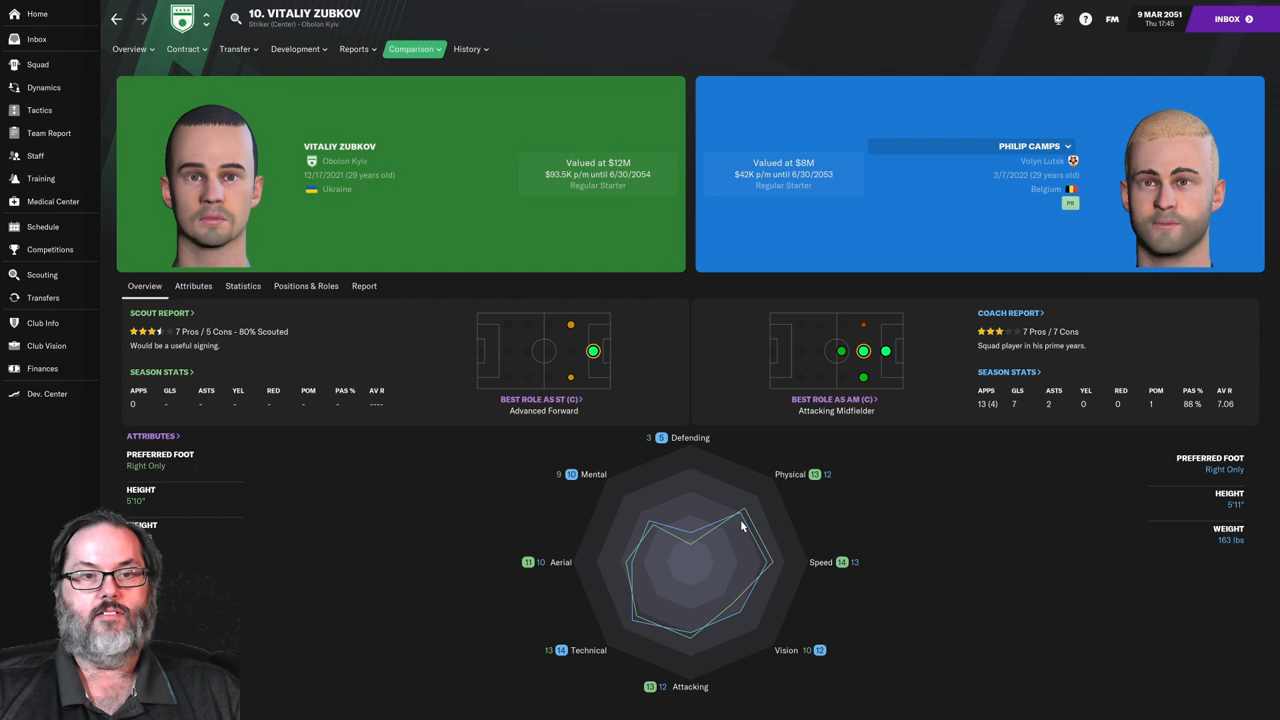 Home
10. VITALIY ZUBKOV
Striker (Center) - Obolon Kyiv
FM
9 MAR 2051
Thu 17:45
INBOX
Inbox
Overview
Contract
Transfer
Development
Reports
Comparison
History
Squad
Dynamics
Tactics
Team Report
Staff
Training
Medical Center
Schedule
Competitions
Scouting
Transfers
Club Info
Club Vision
Finances
Dev. Center
VITALIY ZUBKOV
Obolon Kyiv
12/17/2021 (29 years old)
Ukraine
Valued at $12M
$93.5K p/m until 6/30/2054
Regular Starter
Valued at $8M
$42K p/m until 6/30/2053
Regular Starter
PHILIP CAMPS
Volyn Lutsk
3/7/2022 (29 years old)
Belgium
PR
Overview
Attributes
Statistics
Positions & Roles
Report
SCOUT REPORT
7 Pros / 5 Cons - 80% Scouted
Would be a useful signing.
SEASON STATS
APPS GLS ASTS YEL RED POM PAS % AV R
0 - - - - - - ----
BEST ROLE AS ST (C)
Advanced Forward
BEST ROLE AS AM (C)
Attacking Midfielder
COACH REPORT
7 Pros / 7 Cons
Squad player in his prime years.
SEASON STATS
APPS GLS ASTS YEL RED POM PAS % AV R
13 (4) 7 2 0 0 1 88 % 7.06
ATTRIBUTES
PREFERRED FOOT
Right Only
HEIGHT
5'10"
3 5 Defending
9 10 Mental
Physical 13 12
11 10 Aerial
Speed 14 13
13 14 Technical
Vision 10 12
13 12 Attacking
PREFERRED FOOT
Right Only
HEIGHT
5'11"
WEIGHT
163 lbs